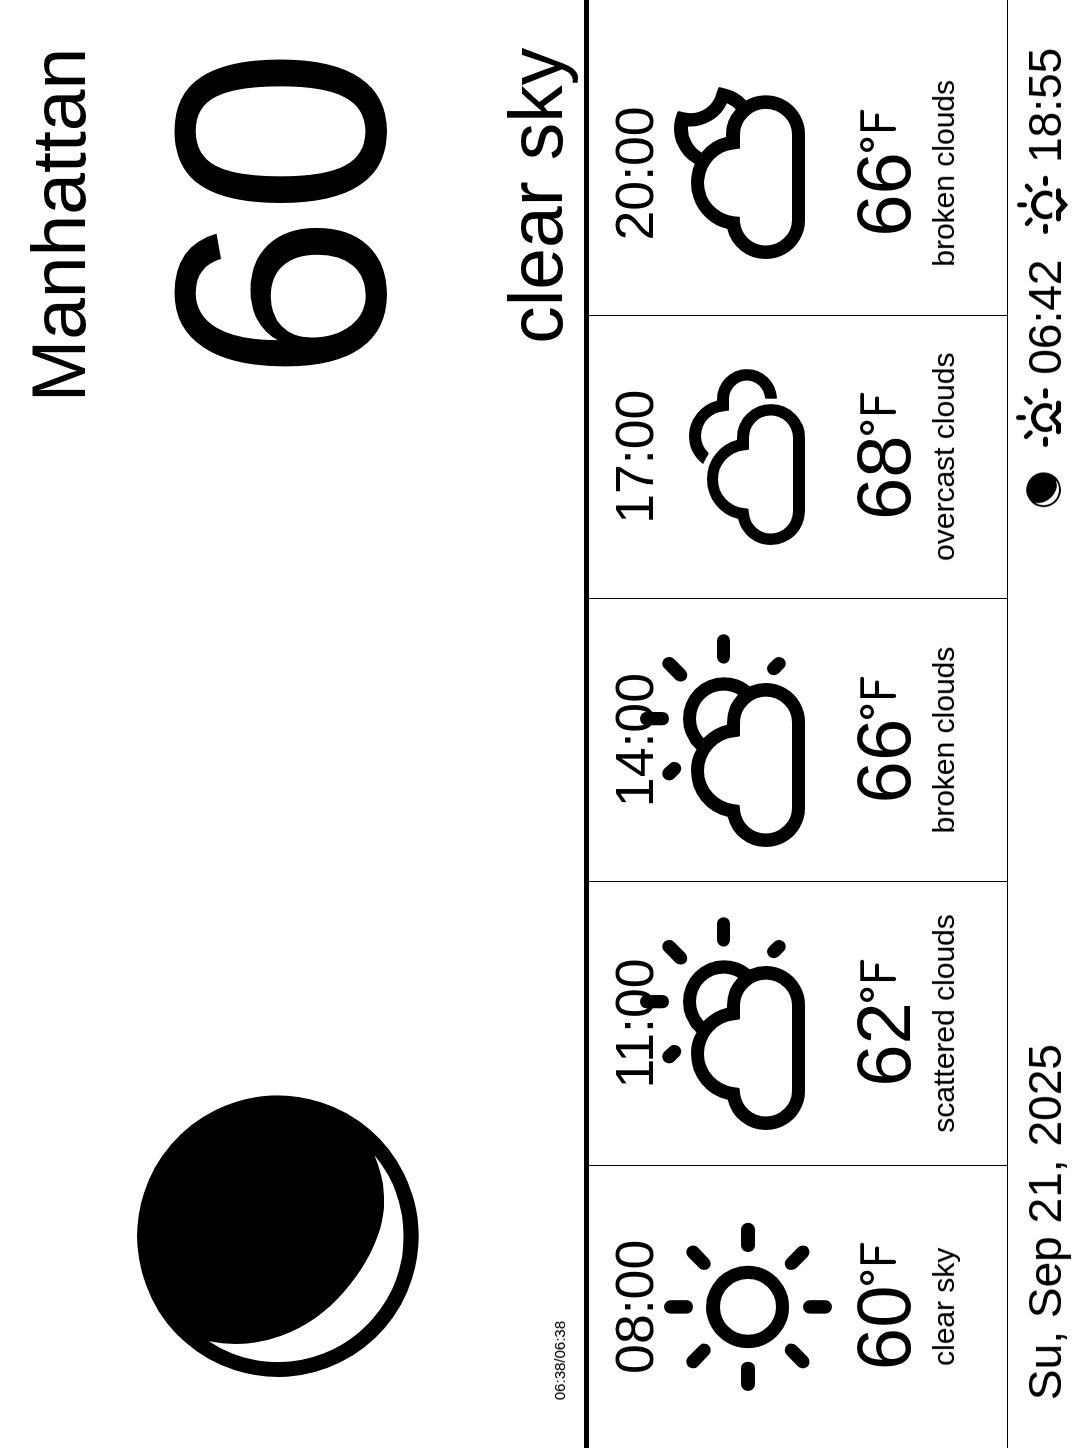 Manhattan
60
06:38/06:38 clear sky
08:00 11:00 14:00 17:00 20:00
60°F 62°F 66°F 68°F 66°F
clear sky scattered clouds broken clouds overcast clouds broken clouds
Su, Sep 21, 2025 06:42 18:55